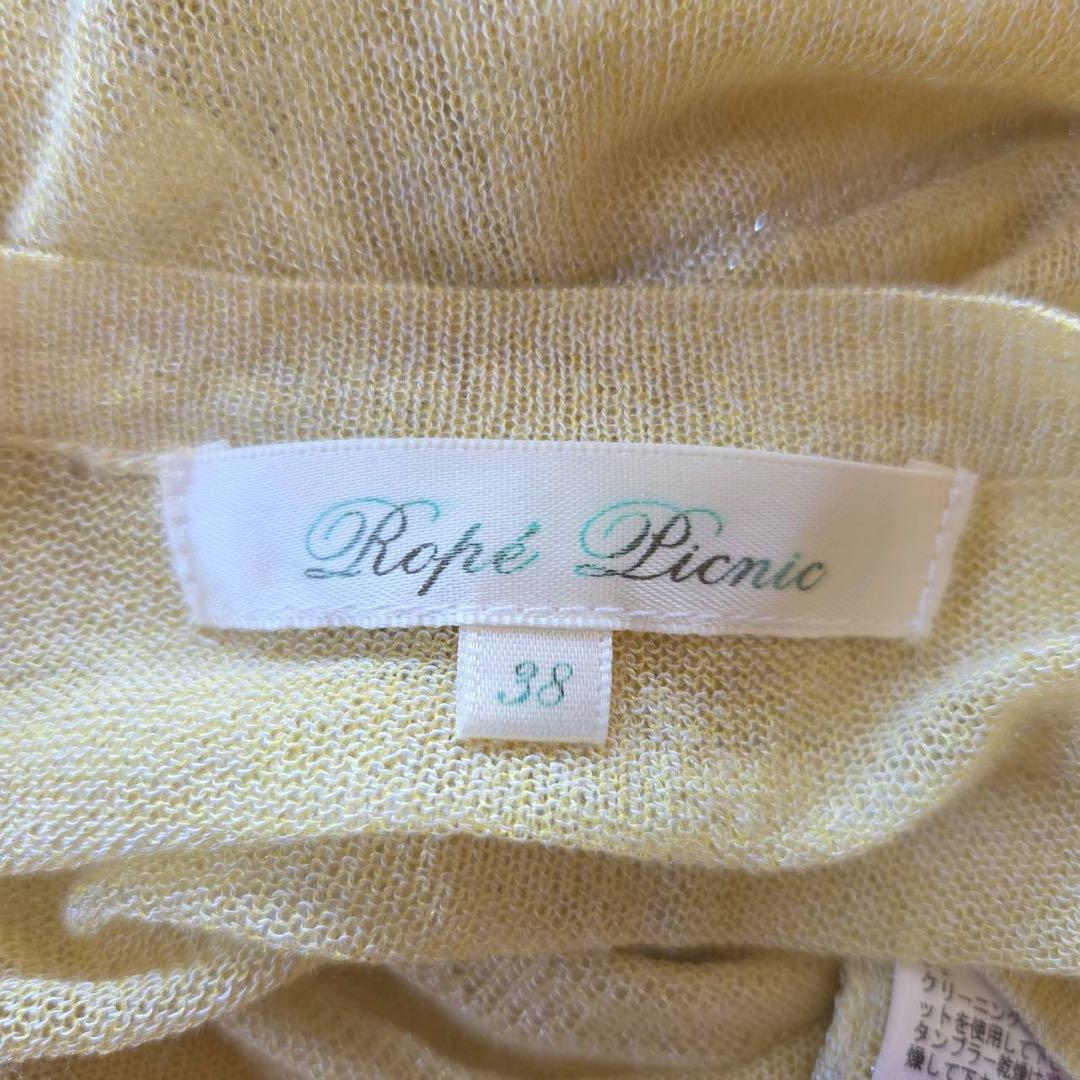 Ropé Picnic
38
クリーニング
ットを使用して下
タンブラー乾燥は
燥して下